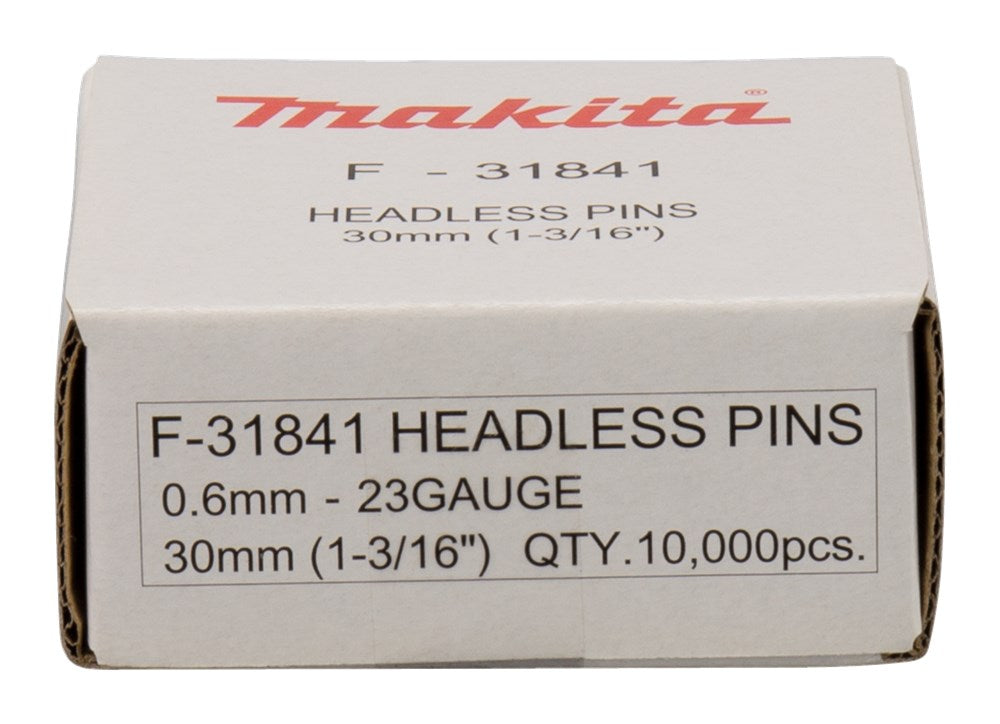 makita®
F - 31841
HEADLESS PINS
30mm (1-3/16")
F-31841 HEADLESS PINS
0.6mm - 23GAUGE
30mm (1-3/16") QTY.10,000pcs.